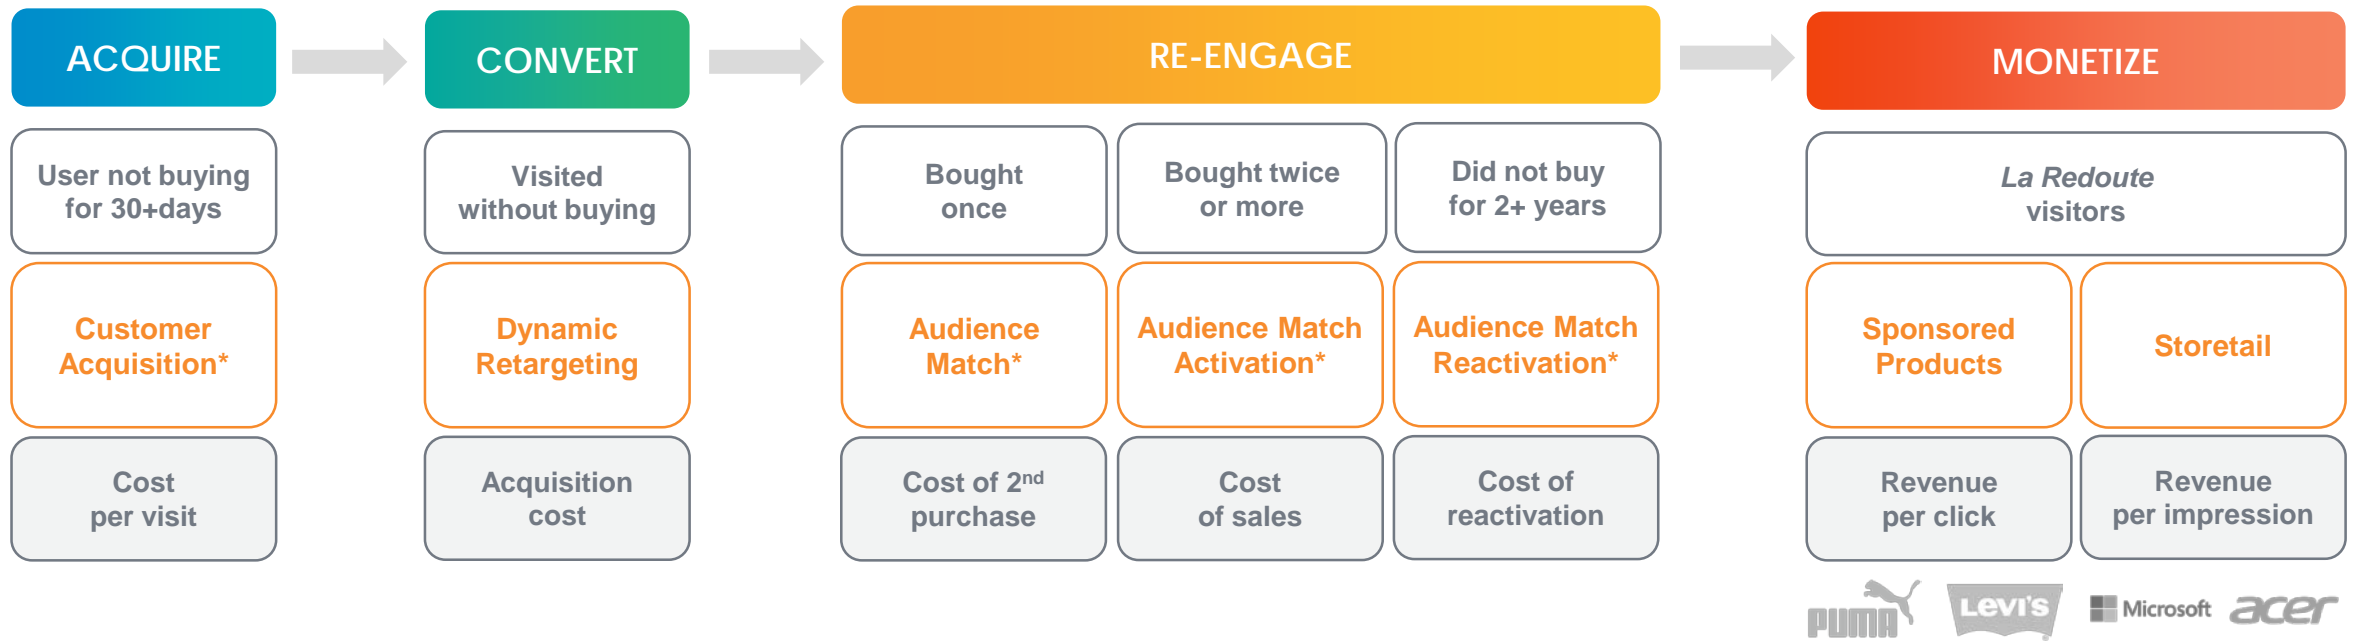 ACQUIRE
CONVERT
RE-ENGAGE
MONETIZE
User not buying
for 30+days
Visited
without buying
Bought
once
Bought twice
or more
Did not buy
for 2+ years
La Redoute
visitors
Customer
Acquisition*
Dynamic
Retargeting
Audience
Match*
Audience Match
Activation*
Audience Match
Reactivation*
Sponsored
Products
Storetail
Cost
per visit
Acquisition
cost
Cost of 2nd
purchase
Cost
of sales
Cost of
reactivation
Revenue
per click
Revenue
per impression
PUMA
LEVI'S
Microsoft
acer